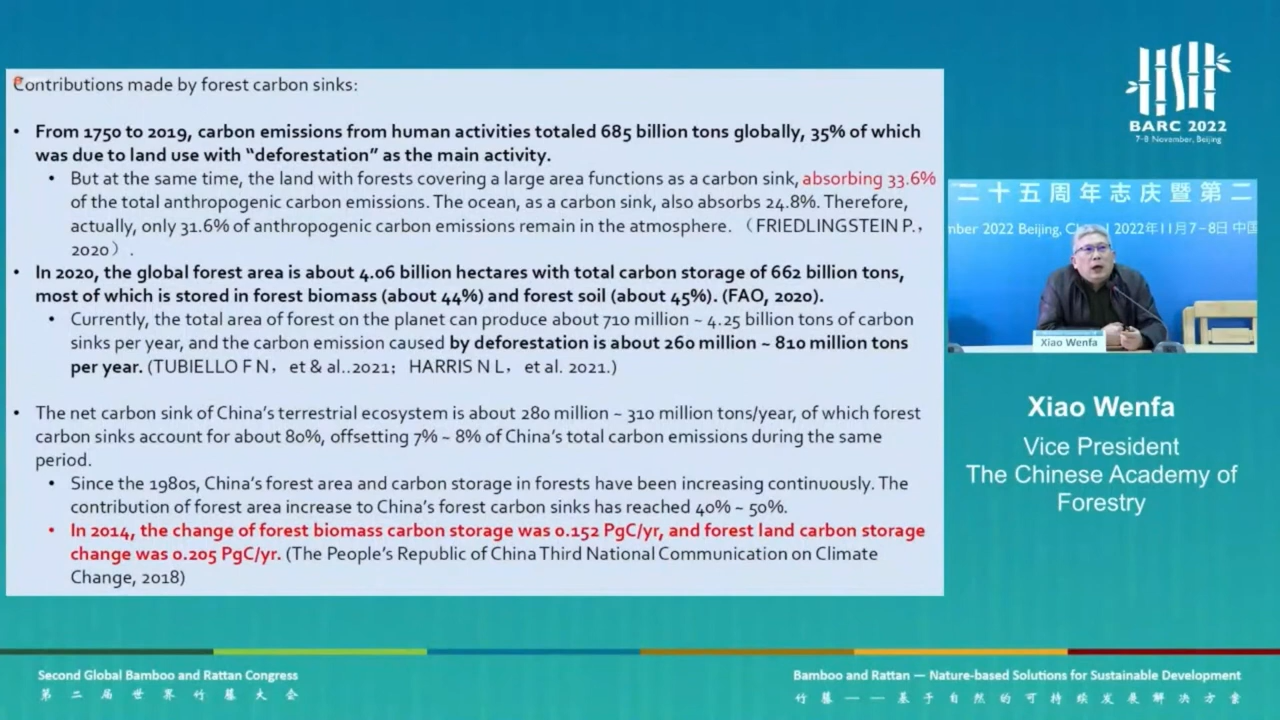 Contributions made by forest carbon sinks:
• From 1750 to 2019, carbon emissions from human activities totaled 685 billion tons globally, 35% of which
was due to land use with “deforestation” as the main activity.
• But at the same time, the land with forests covering a large area functions as a carbon sink, absorbing 33.6%
of the total anthropogenic carbon emissions. The ocean, as a carbon sink, also absorbs 24.8%. Therefore,
actually, only 31.6% of anthropogenic carbon emissions remain in the atmosphere. （FRIEDLINGSTEIN P.，
2020）.
• In 2020, the global forest area is about 4.06 billion hectares with total carbon storage of 662 billion tons,
most of which is stored in forest biomass (about 44%) and forest soil (about 45%). (FAO, 2020).
• Currently, the total area of forest on the planet can produce about 710 million ~ 4.25 billion tons of carbon
sinks per year, and the carbon emission caused by deforestation is about 260 million ~ 810 million tons
per year. (TUBIELLO F N， et & al..2021； HARRIS N L， et al. 2021.)
• The net carbon sink of China’s terrestrial ecosystem is about 280 million ~ 310 million tons/year, of which forest
carbon sinks account for about 80%, offsetting 7% ~ 8% of China’s total carbon emissions during the same
period.
• Since the 1980s, China’s forest area and carbon storage in forests have been increasing continuously. The
contribution of forest area increase to China’s forest carbon sinks has reached 40% ~ 50%.
• In 2014, the change of forest biomass carbon storage was 0.152 PgC/yr, and forest land carbon storage
change was 0.205 PgC/yr. (The People’s Republic of China Third National Communication on Climate
Change, 2018)
BARC 2022
7-8 November, Beijing
二十五周年志庆暨第二
mber 2022 Beijing, 2022年11月7-8日 中国
Xiao Wenfa
Xiao Wenfa
Vice President
The Chinese Academy of
Forestry
Second Global Bamboo and Rattan Congress
第二届世界竹藤大会
Bamboo and Rattan — Nature-based Solutions for Sustainable Development
竹藤——基于自然的可持续发展解决方案